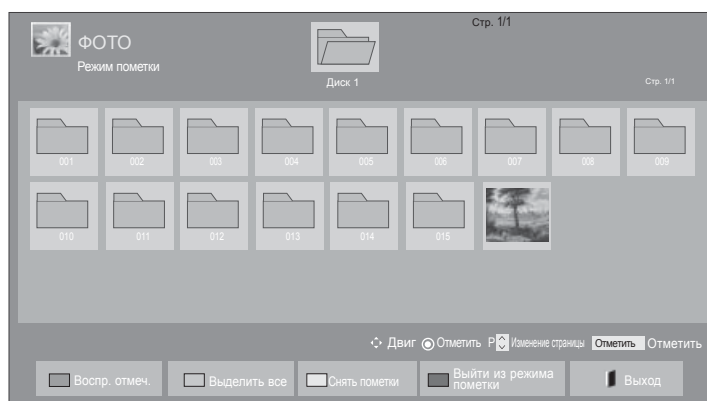 Стр. 1/1
ФОТО
Режим пометки
Диск 1
Стр. 1/1
001 002 003 004 005 006 007 008 009
010 011 012 013 014 015
Двиг Отметить P Изменение страницы Отметить Отметить
Воспр. отмеч. Выделить все Снять пометки Выйти из режима пометки Выход